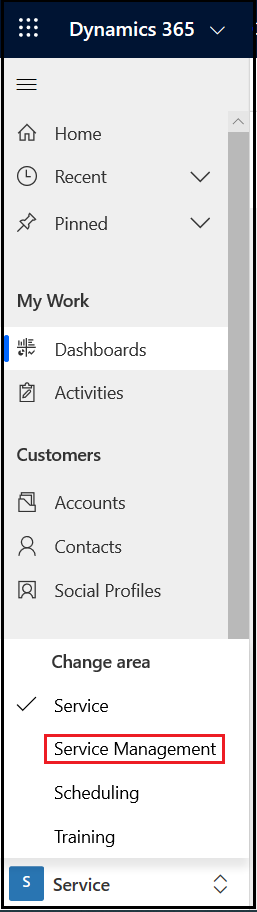 Dynamics 365
Home
Recent
Pinned
My Work
Dashboards
Activities
Customers
Accounts
Contacts
Social Profiles
Change area
Service
Service Management
Scheduling
Training
S Service